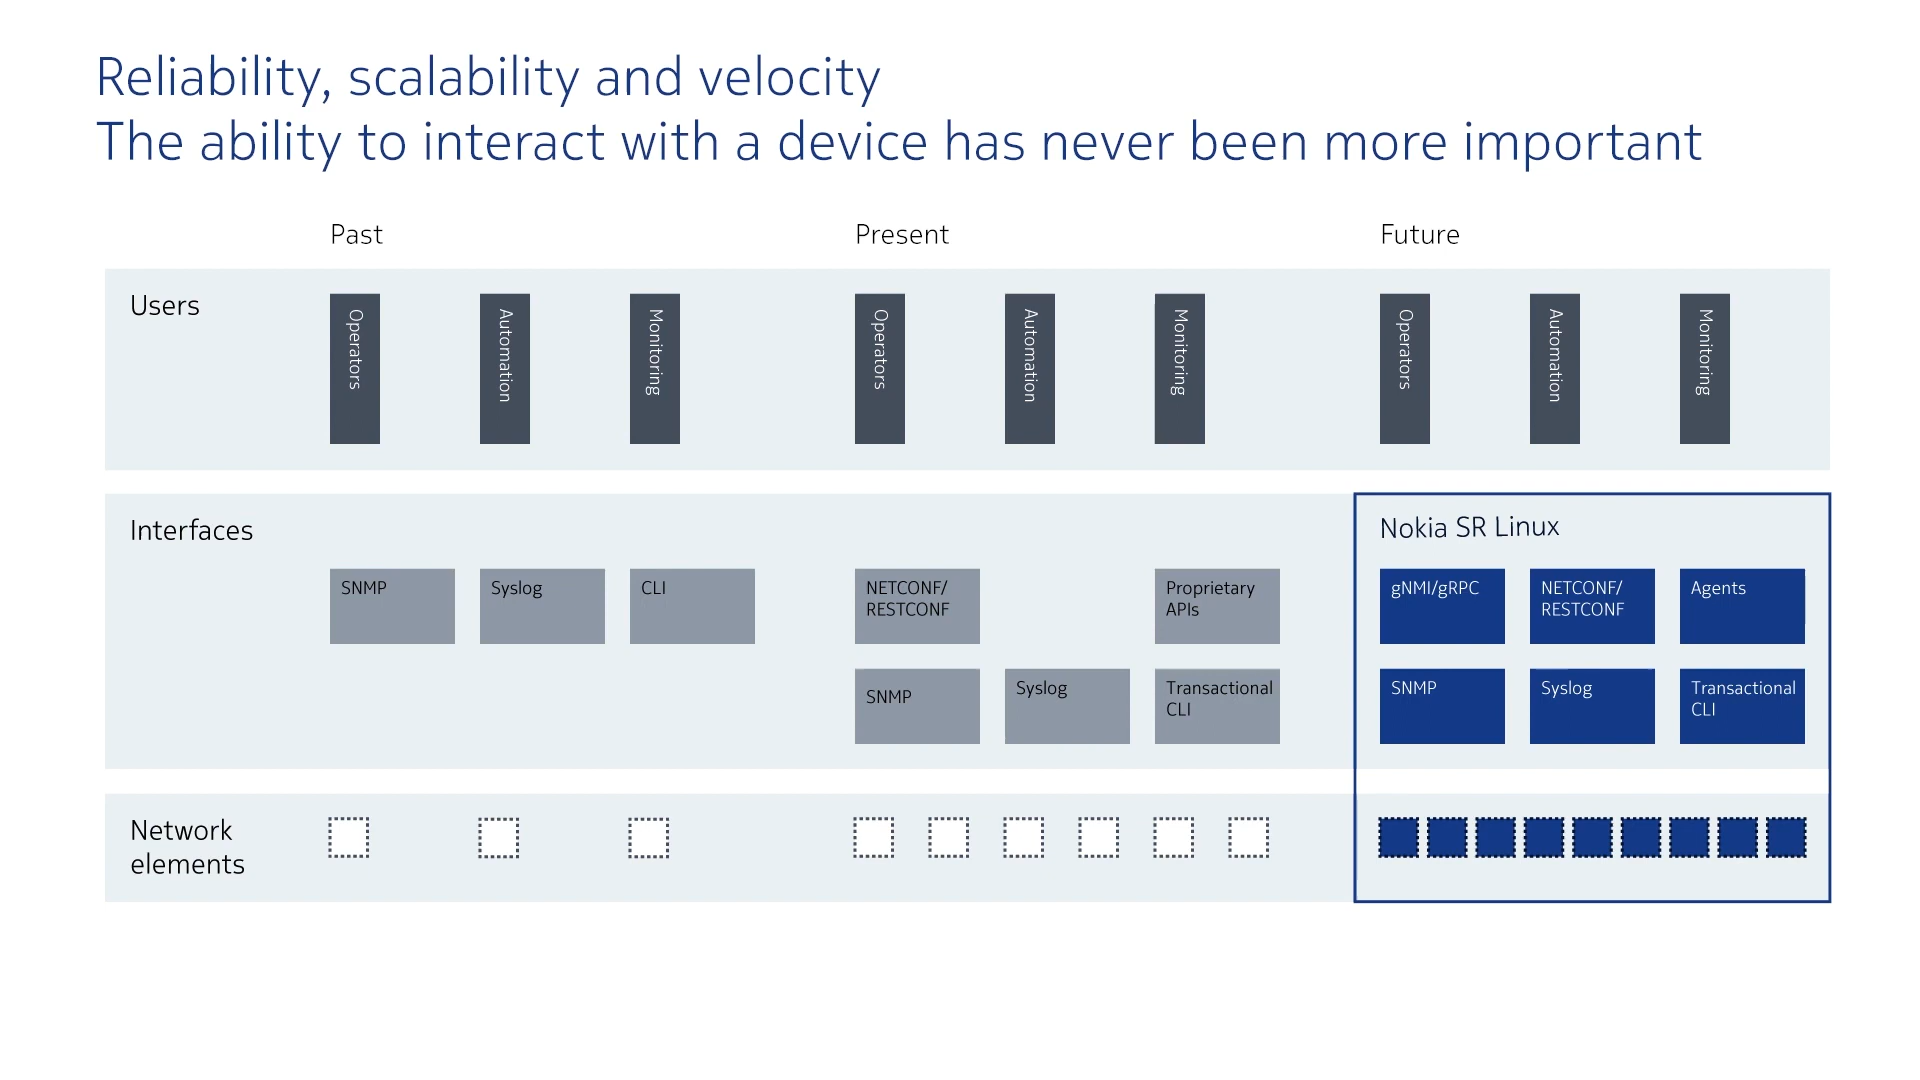 Reliability, scalability and velocity
The ability to interact with a device has never been more important
Past
Present
Future
Users
Operators
Automation
Monitoring
Operators
Automation
Monitoring
Operators
Automation
Monitoring
Interfaces
SNMP
Syslog
CLI
NETCONF/
RESTCONF
Proprietary
APIs
SNMP
Syslog
Transactional
CLI
Nokia SR Linux
gNMI/gRPC
NETCONF/
RESTCONF
Agents
SNMP
Syslog
Transactional
CLI
Network
elements